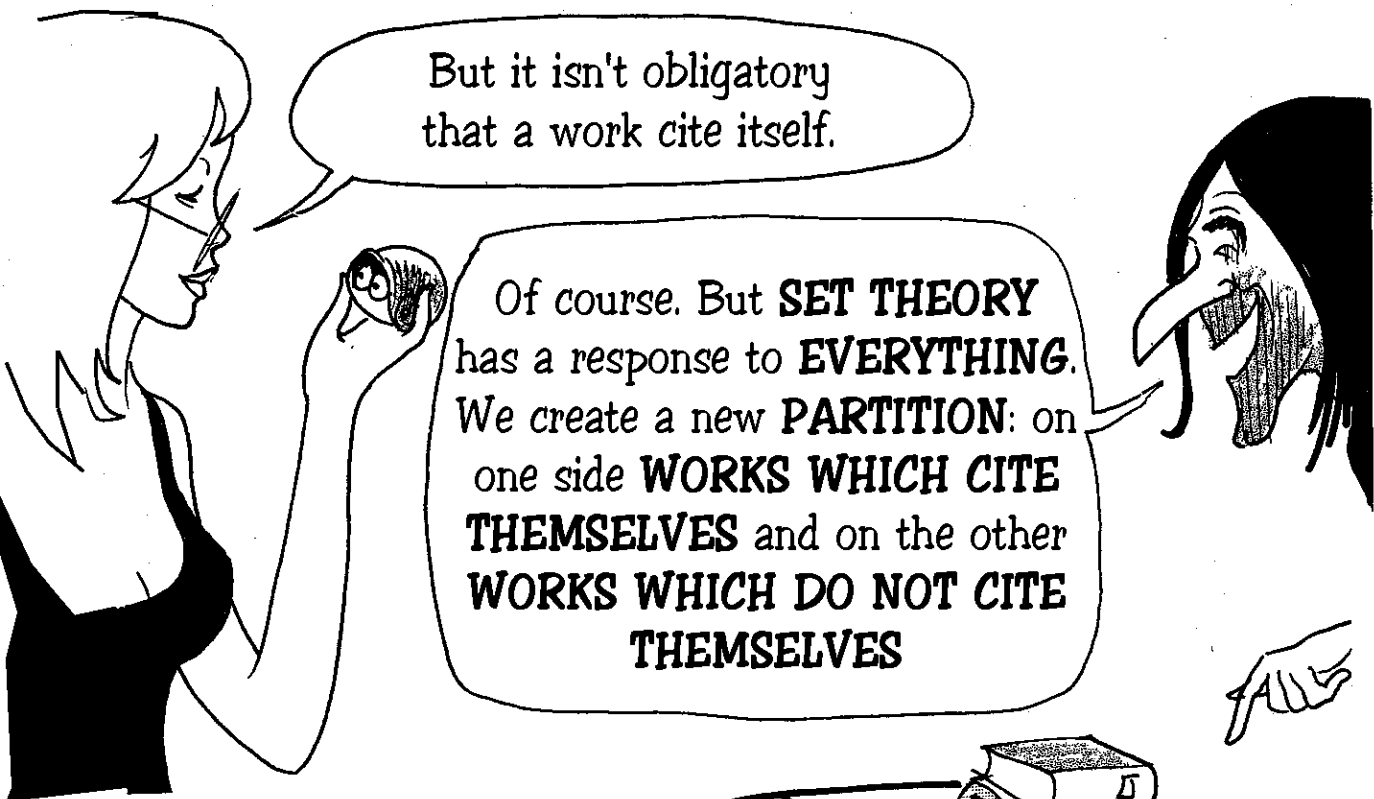 But it isn't obligatory
that a work cite itself.
Of course. But SET THEORY
has a response to EVERYTHING.
We create a new PARTITION: on
one side WORKS WHICH CITE
THEMSELVES and on the other
WORKS WHICH DO NOT CITE
THEMSELVES